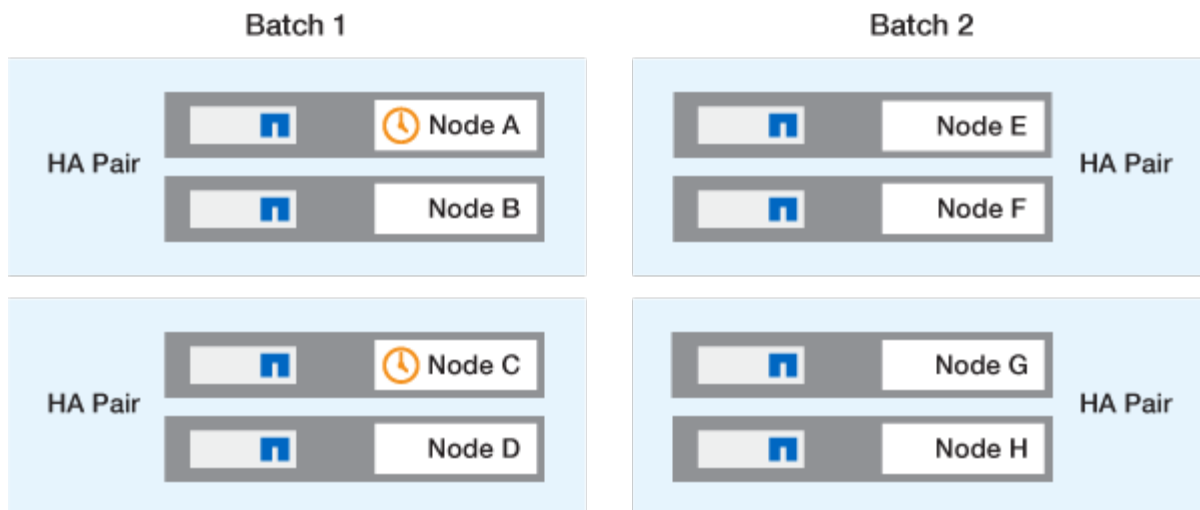 Batch 1
Batch 2
HA Pair
Node A
Node B
Node E
Node F
HA Pair
HA Pair
Node C
Node D
Node G
Node H
HA Pair